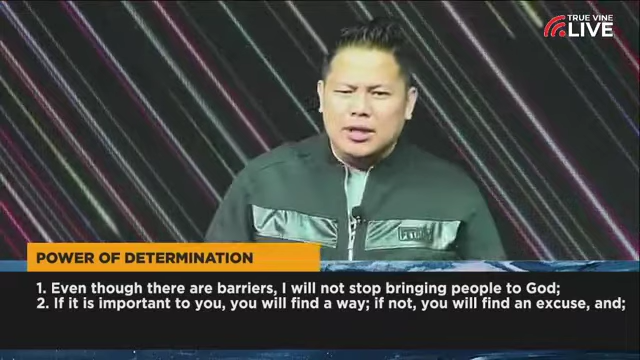 TRUE VINE
LIVE
POWER OF DETERMINATION
1. Even though there are barriers, I will not stop bringing people to God;
2. If it is important to you, you will find a way; if not, you will find an excuse, and;